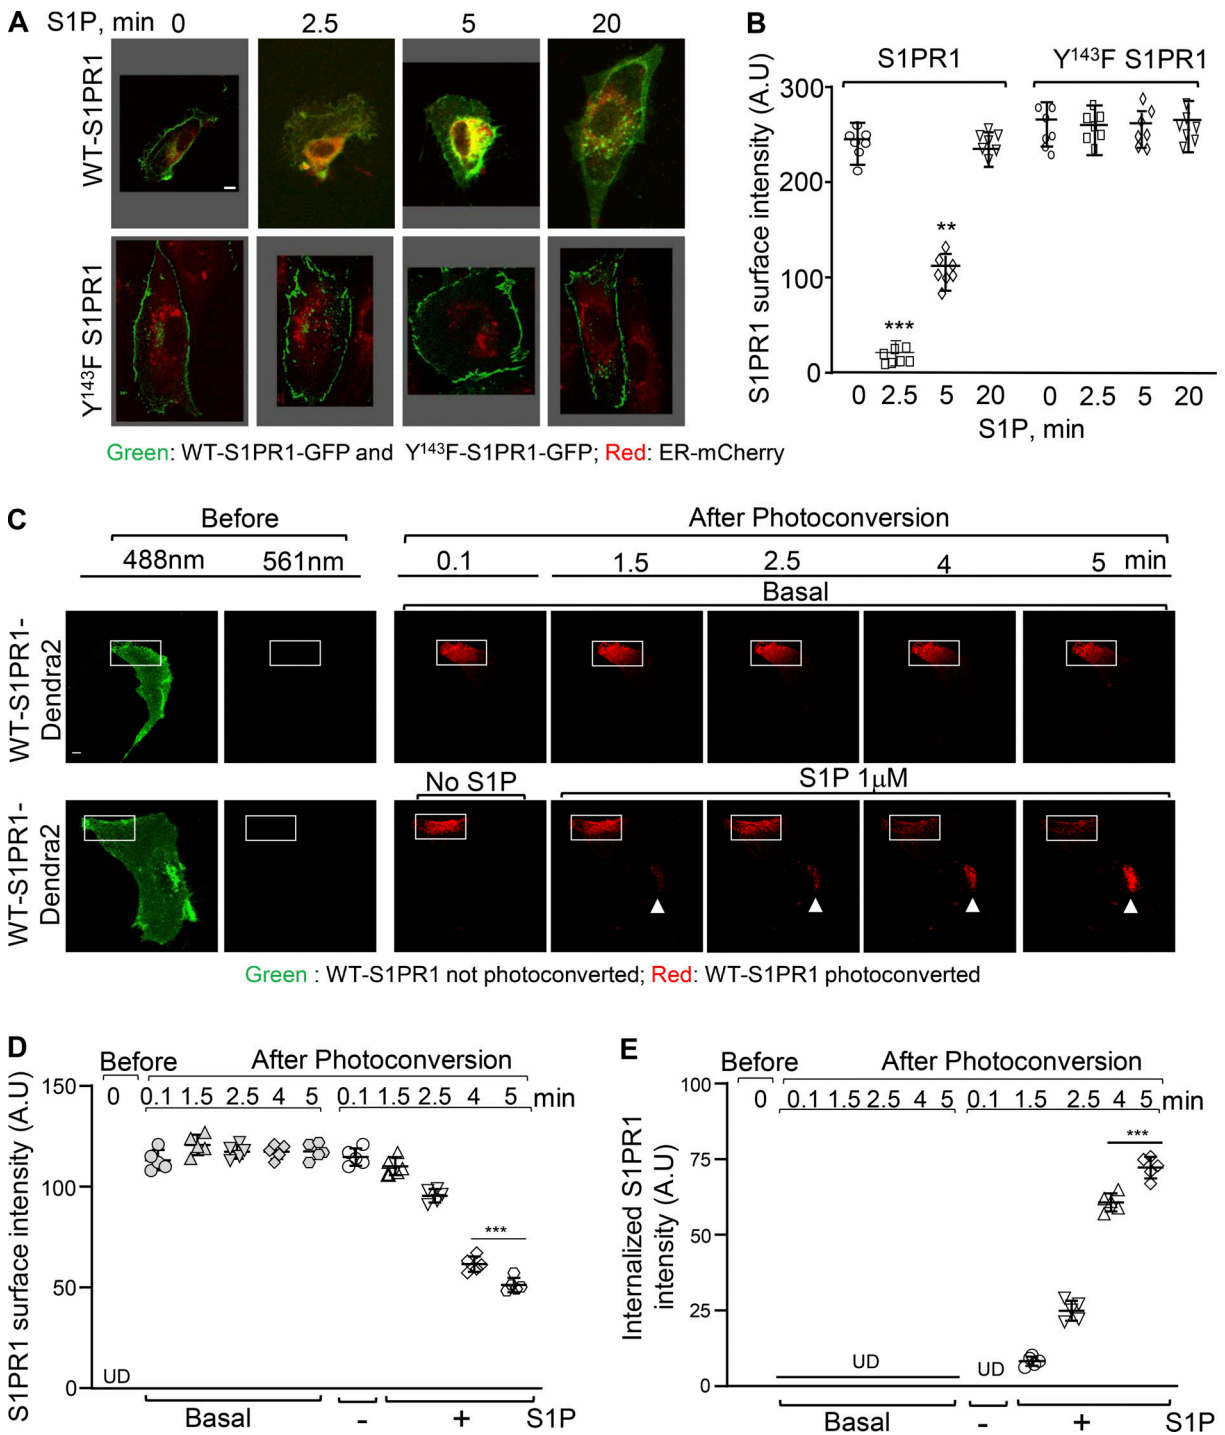 A
S1P, min 0 2.5 5 20
WT-S1PR1
Y143F S1PR1
Green: WT-S1PR1-GFP and Y143F-S1PR1-GFP; Red: ER-mCherry
B
S1PR1 Y143F S1PR1
S1PR1 surface intensity (A.U)
300
200
100
0
***
**
0 2.5 5 20 0 2.5 5 20
S1P, min
C
Before After Photoconversion
488nm 561nm 0.1 1.5 2.5 4 5 min
Basal
WT-S1PR1-
Dendra2
No S1P S1P 1μM
WT-S1PR1-
Dendra2
Green : WT-S1PR1 not photoconverted; Red: WT-S1PR1 photoconverted
D
Before After Photoconversion
0 0.1 1.5 2.5 4 5 0.1 1.5 2.5 4 5 min
S1PR1 surface intensity (A.U)
150
100
50
0
***
UD
Basal - + S1P
E
Before After Photoconversion
0 0.1 1.5 2.5 4 5 0.1 1.5 2.5 4 5 min
Internalized S1PR1
intensity (A.U)
100
75
50
25
0
***
UD UD
Basal - + S1P